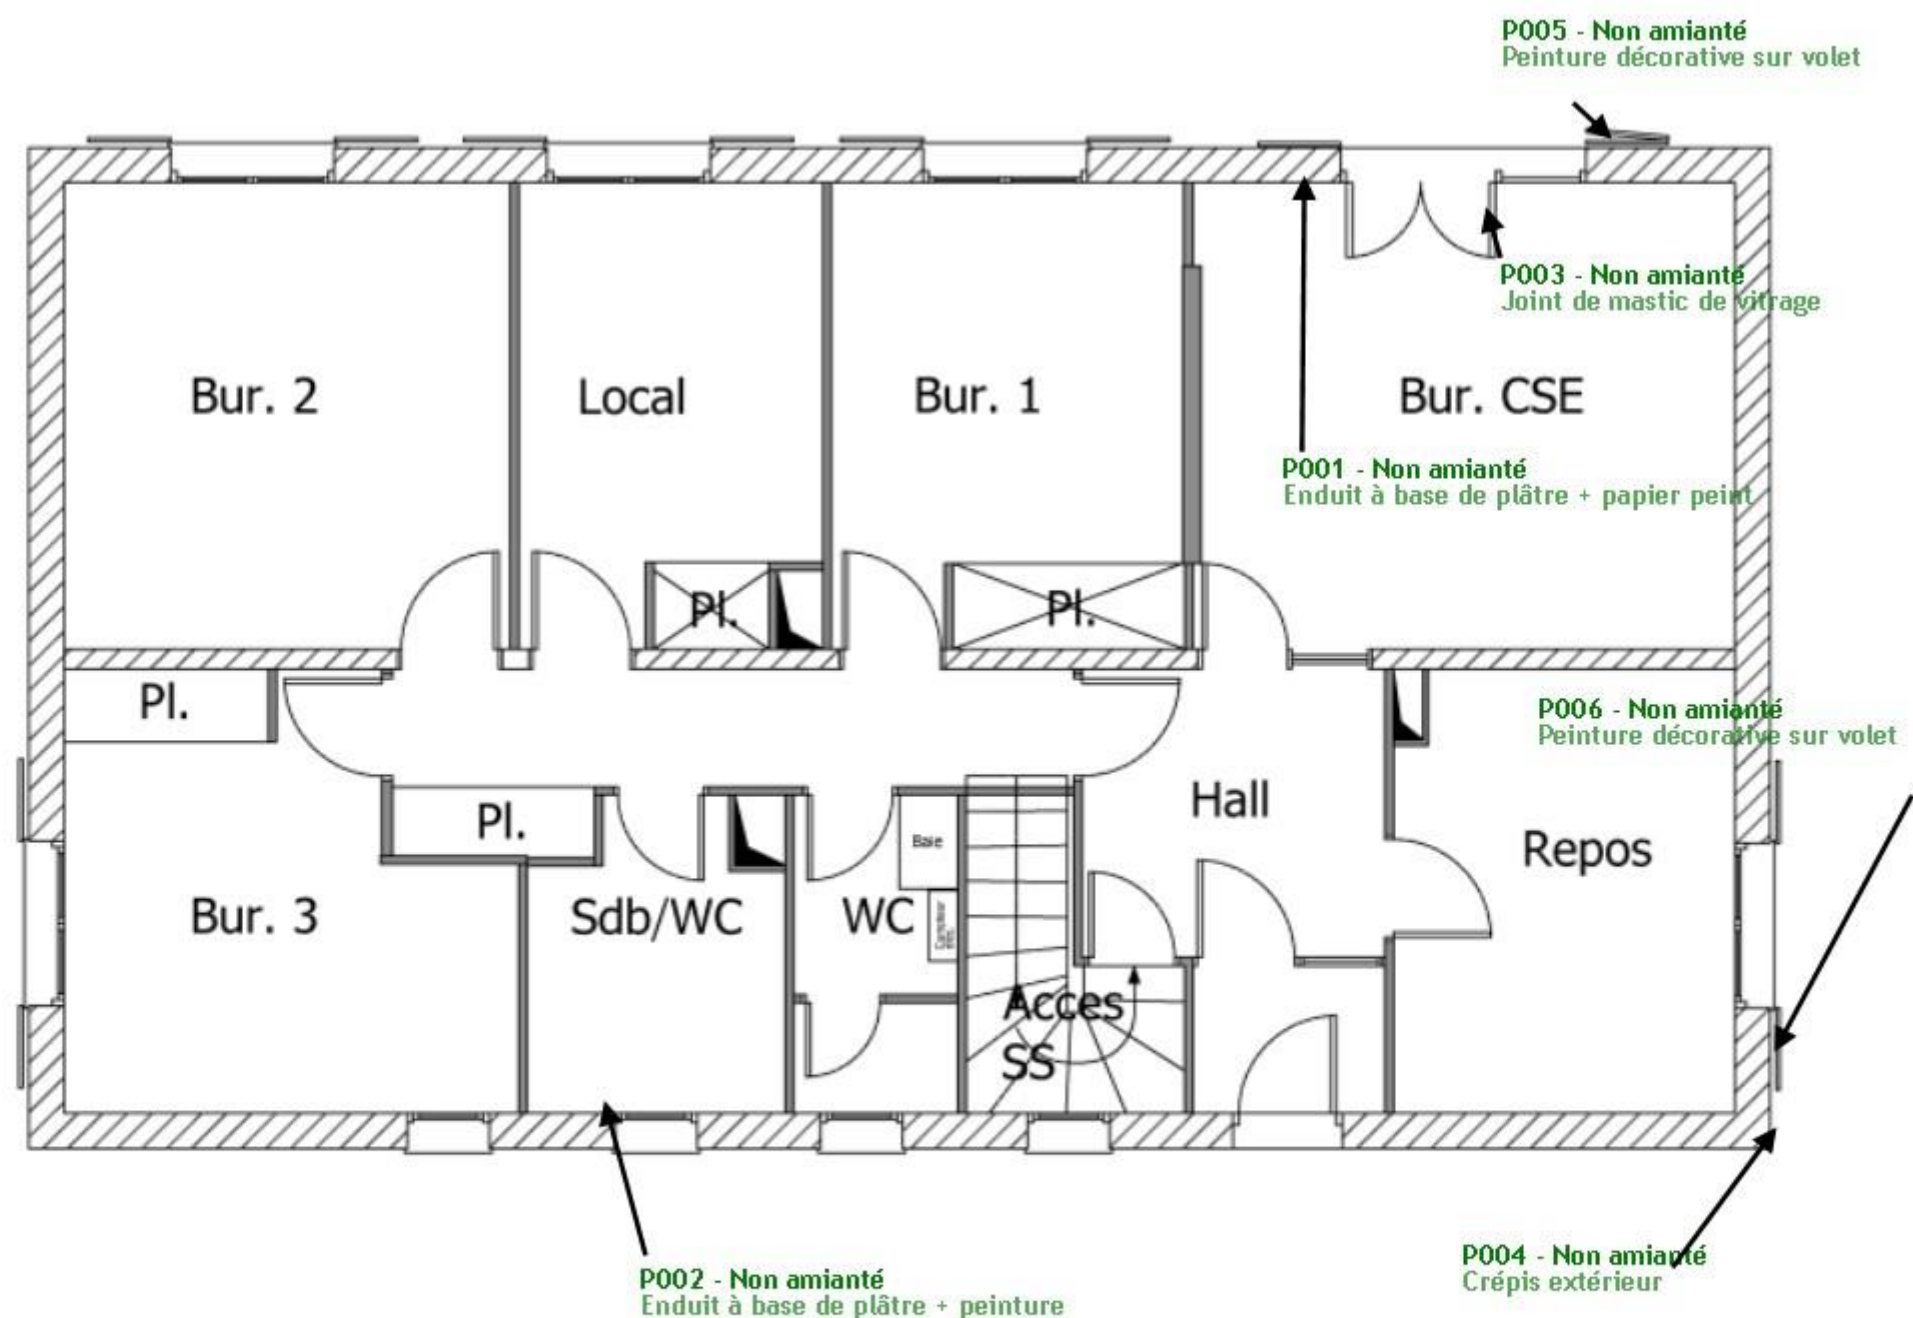 P005 - Non amianté
Peinture décorative sur volet
P003 - Non amianté
Joint de mastic de vitrage
Bur. 2
Local
Bur. 1
Bur. CSE
P001 - Non amianté
Enduit à base de plâtre + papier peint
Pl.
Pl.
Pl.
P006 - Non amianté
Peinture décorative sur volet
Pl.
Hall
Baie
Repos
Bur. 3
Sdb/WC
WC
Compteur
Acces
SS
P004 - Non amianté
Crépis extérieur
P002 - Non amianté
Enduit à base de plâtre + peinture